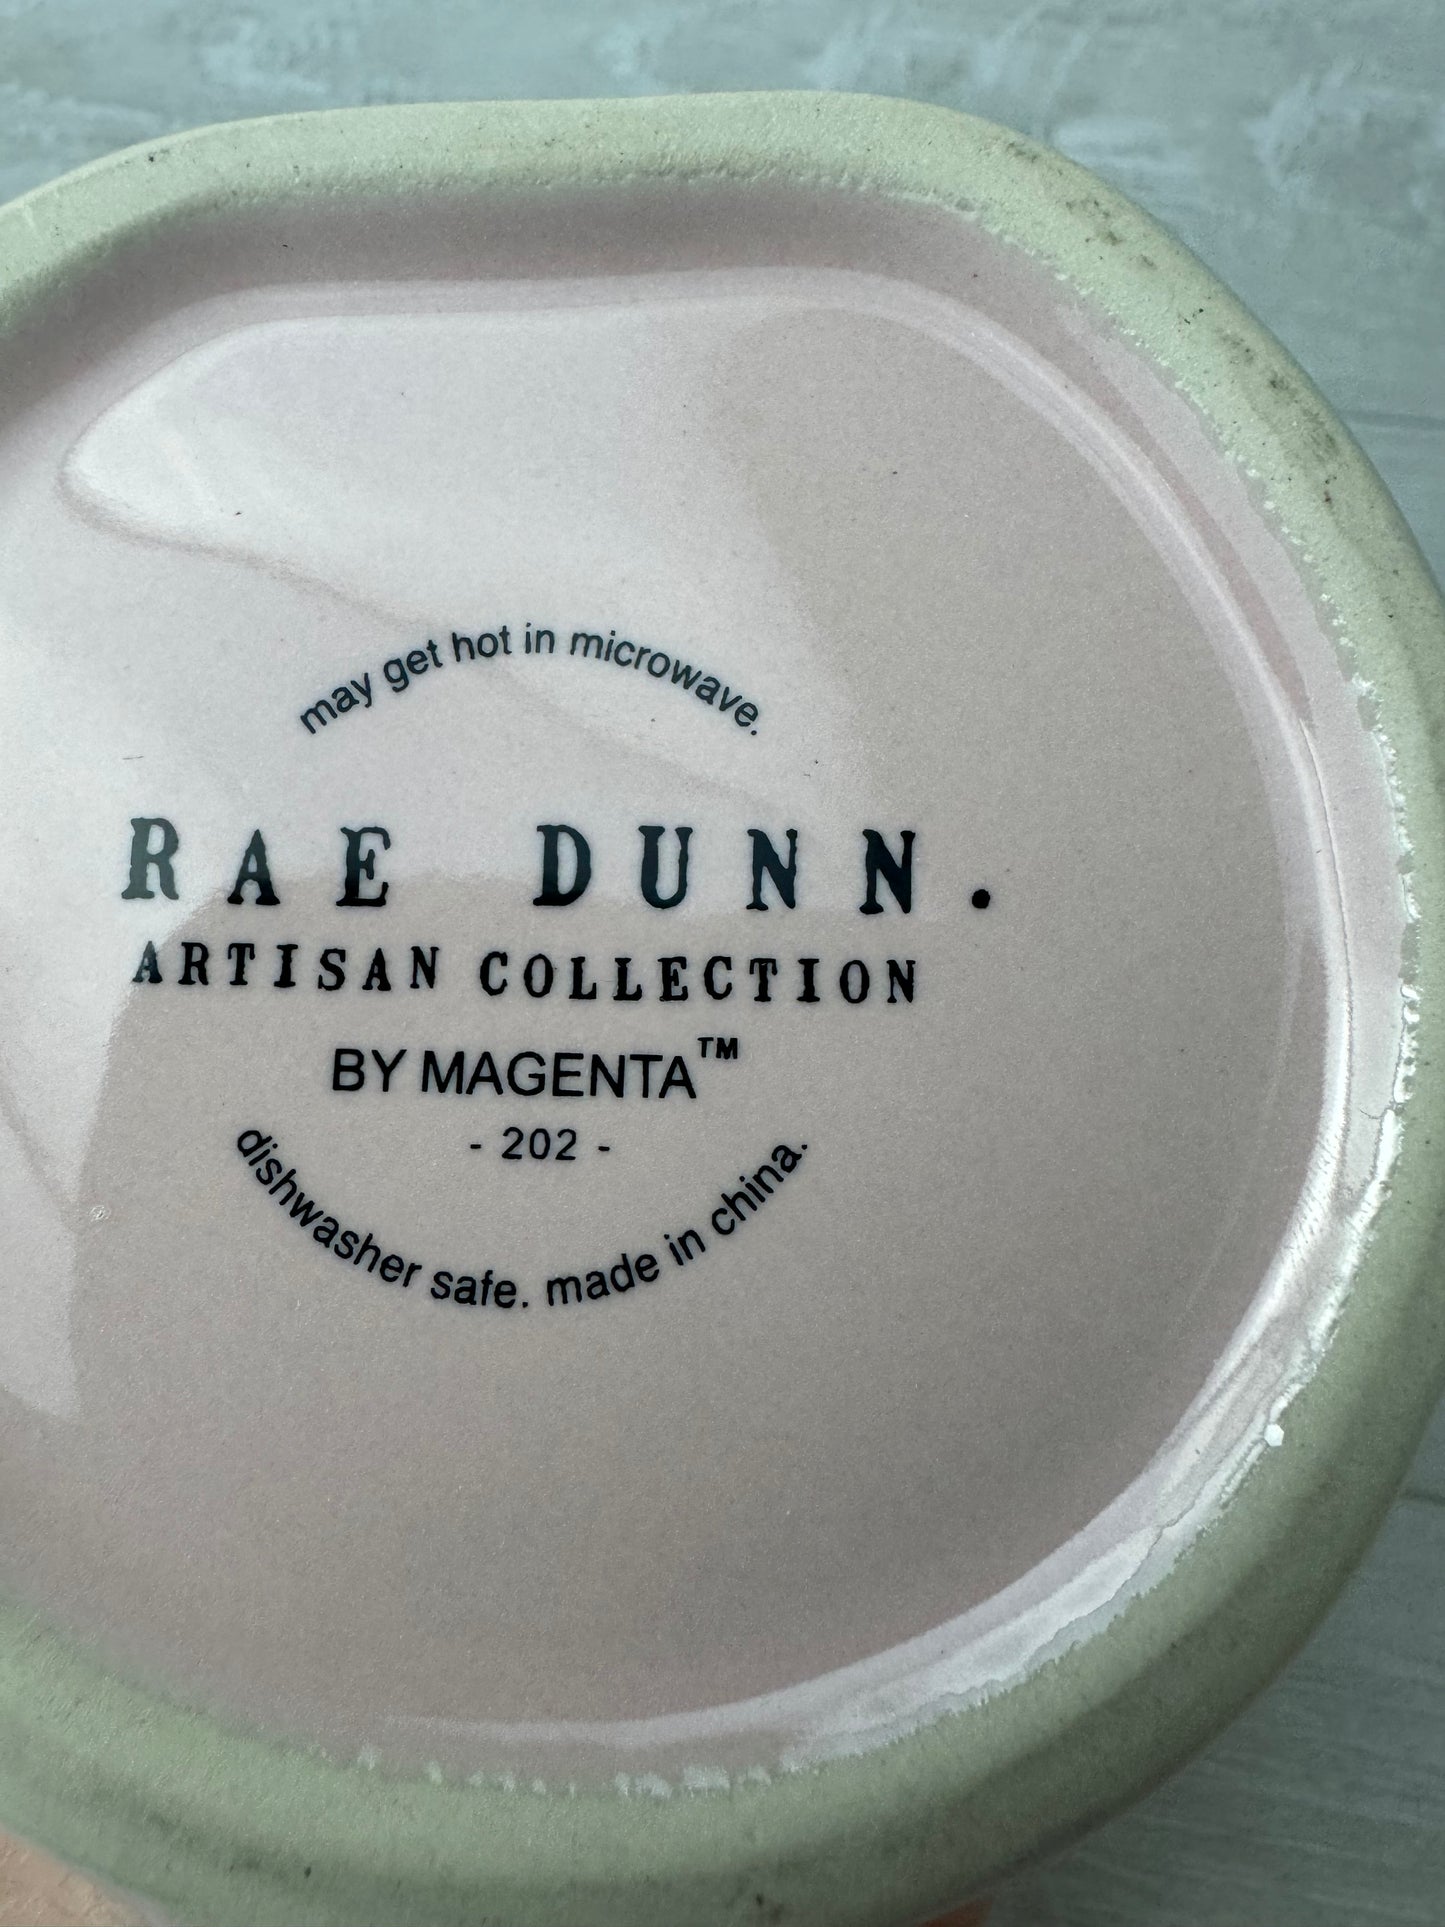 may get hot in microwave.
RAE DUNN.
ARTISAN COLLECTION
BY MAGENTA™
- 202 -
dishwasher safe. made in china.